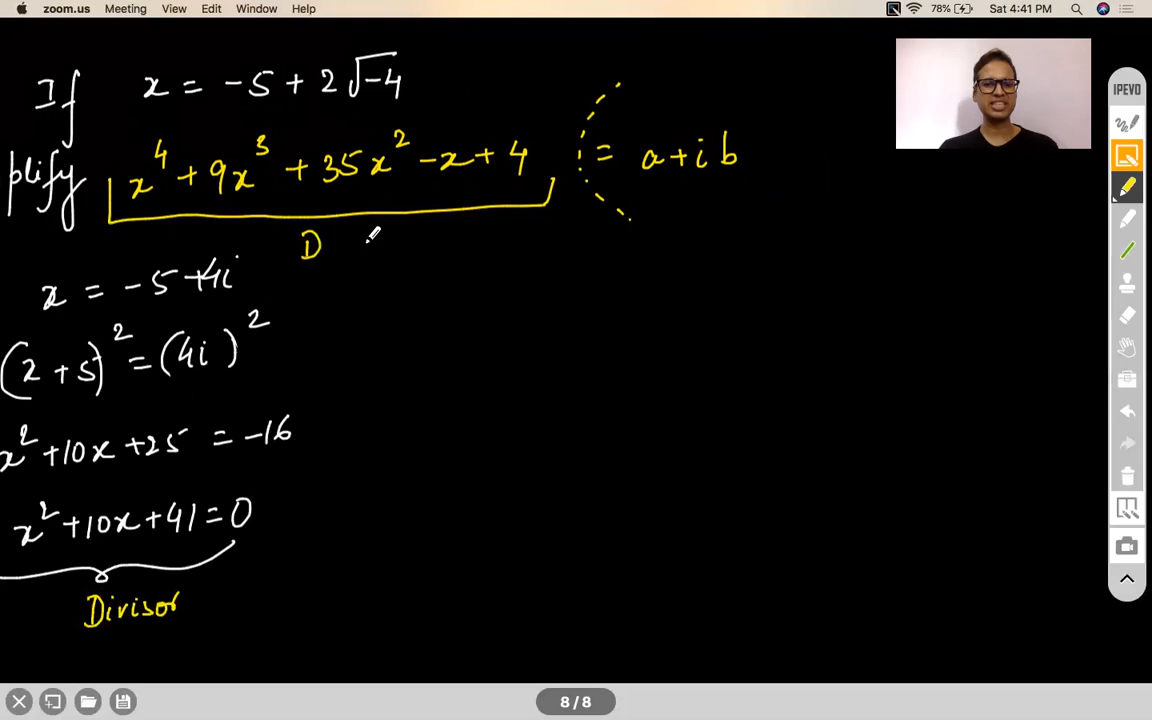 zoom.us Meeting View Edit Window Help 78% Sat 4:41 PM
If x = -5 + 2√-4
plify x⁴ + 9x³ + 35x² - x + 4 = a + i b
D
x = -5 + 4i
(x + 5)² = (4i)²
x² + 10x + 25 = -16
x² + 10x + 41 = 0
Divisor
IPEVO
8 / 8